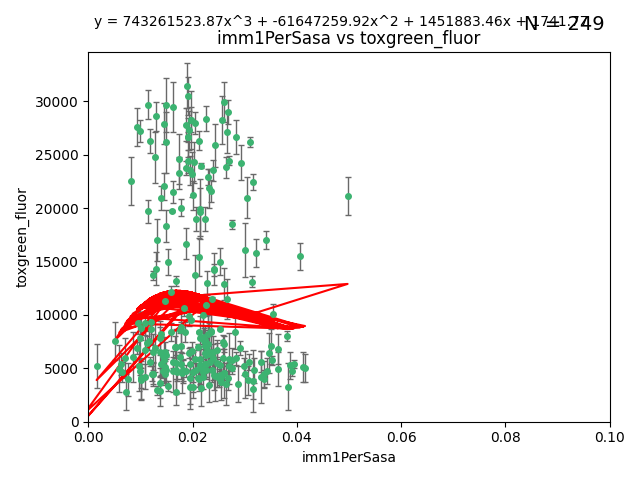 y = 743261523.87x^3 + -61647259.92x^2 + 1451883.46x +
N = 249
imm1PerSasa vs toxgreen_fluor
30000
25000
20000
15000
10000
5000
0
toxgreen_fluor
0.00 0.02 0.04 0.06 0.08 0.10
imm1PerSasa